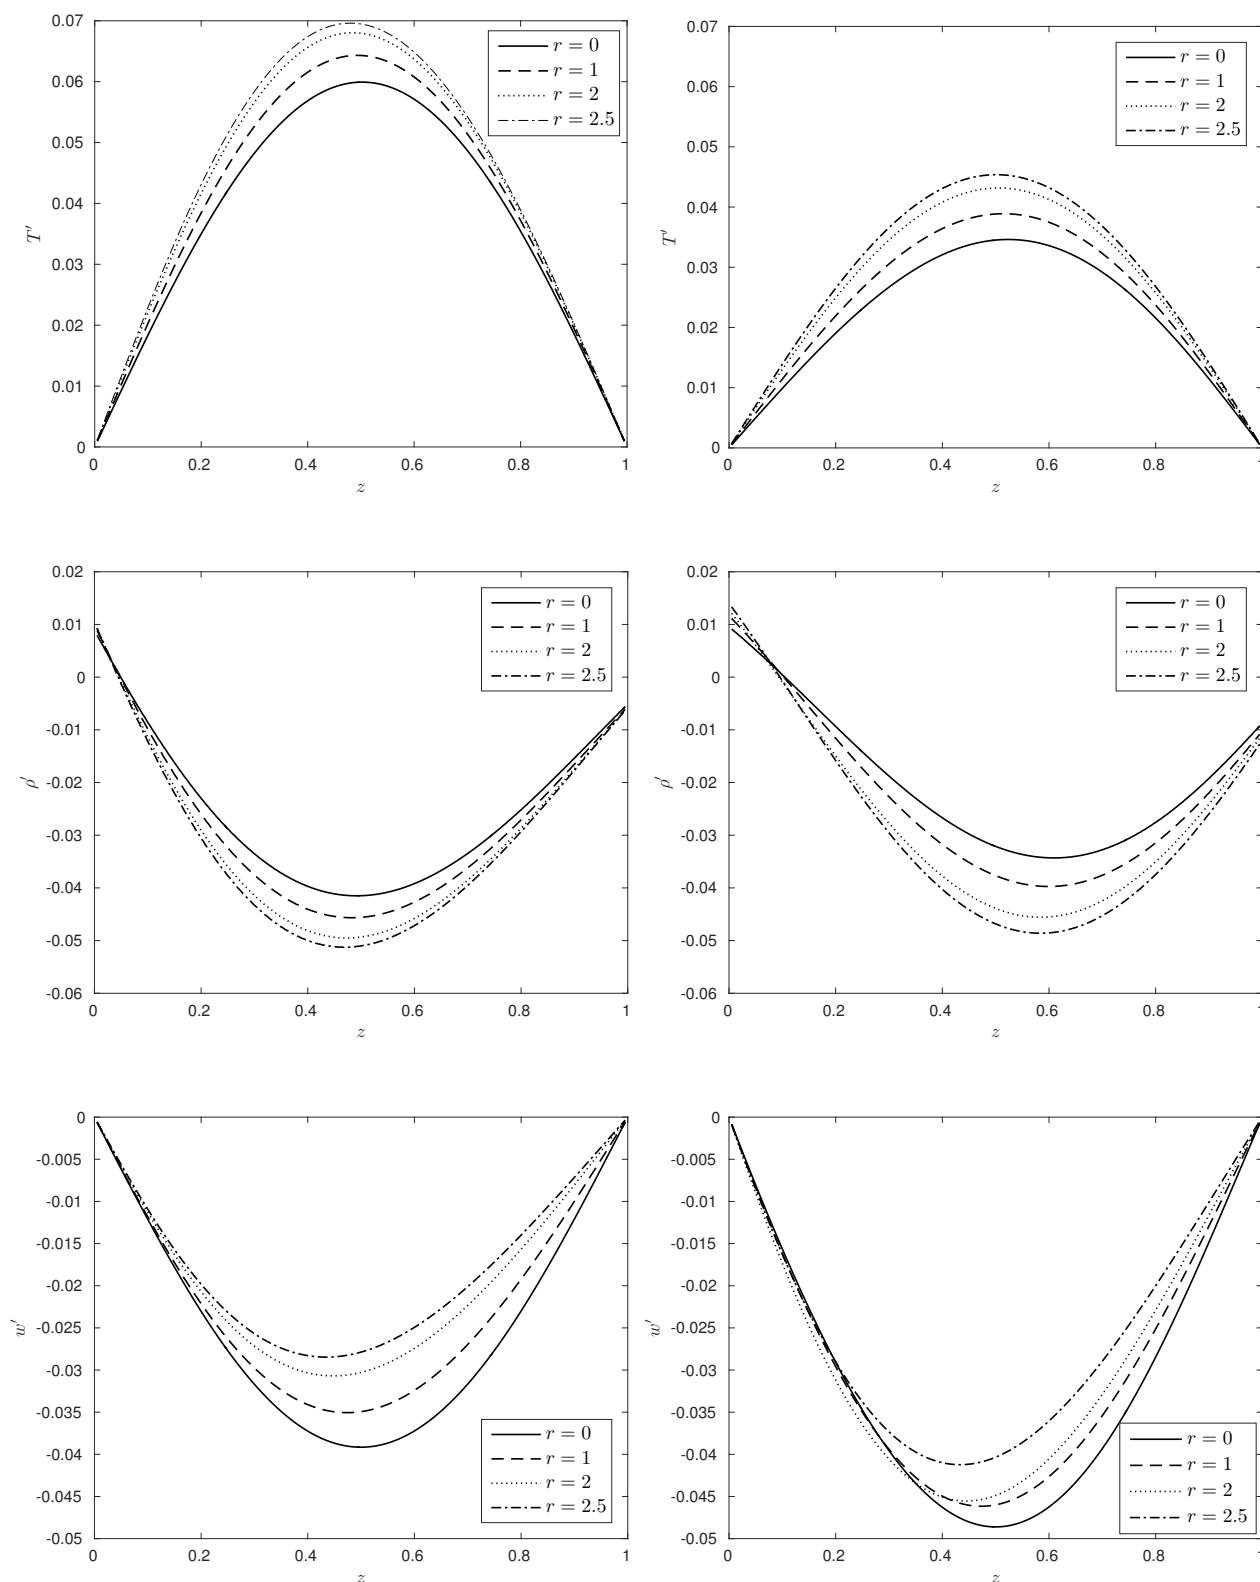 0.07
0.06
0.05
0.04
0.03
0.02
0.01
0
T′
0 0.2 0.4 0.6 0.8 1
z
r = 0
r = 1
r = 2
r = 2.5
0.07
0.06
0.05
0.04
0.03
0.02
0.01
0
T′
0 0.2 0.4 0.6 0.8 1
z
r = 0
r = 1
r = 2
r = 2.5
0.02
0.01
0
-0.01
-0.02
-0.03
-0.04
-0.05
-0.06
ρ′
0 0.2 0.4 0.6 0.8 1
z
r = 0
r = 1
r = 2
r = 2.5
0.02
0.01
0
-0.01
-0.02
-0.03
-0.04
-0.05
-0.06
ρ′
0 0.2 0.4 0.6 0.8 1
z
r = 0
r = 1
r = 2
r = 2.5
0
-0.005
-0.01
-0.015
-0.02
-0.025
-0.03
-0.035
-0.04
-0.045
-0.05
w′
0 0.2 0.4 0.6 0.8 1
z
r = 0
r = 1
r = 2
r = 2.5
0
-0.005
-0.01
-0.015
-0.02
-0.025
-0.03
-0.035
-0.04
-0.045
-0.05
w′
0 0.2 0.4 0.6 0.8 1
z
r = 0
r = 1
r = 2
r = 2.5